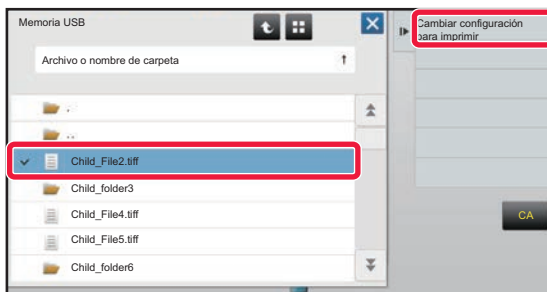 Memoria USB
Archivo o nombre de carpeta
.
..
Child_File2.tiff
Child_folder3
Child_File4.tiff
Child_File5.tiff
Child_folder6
Cambiar configuración
para imprimir
CA